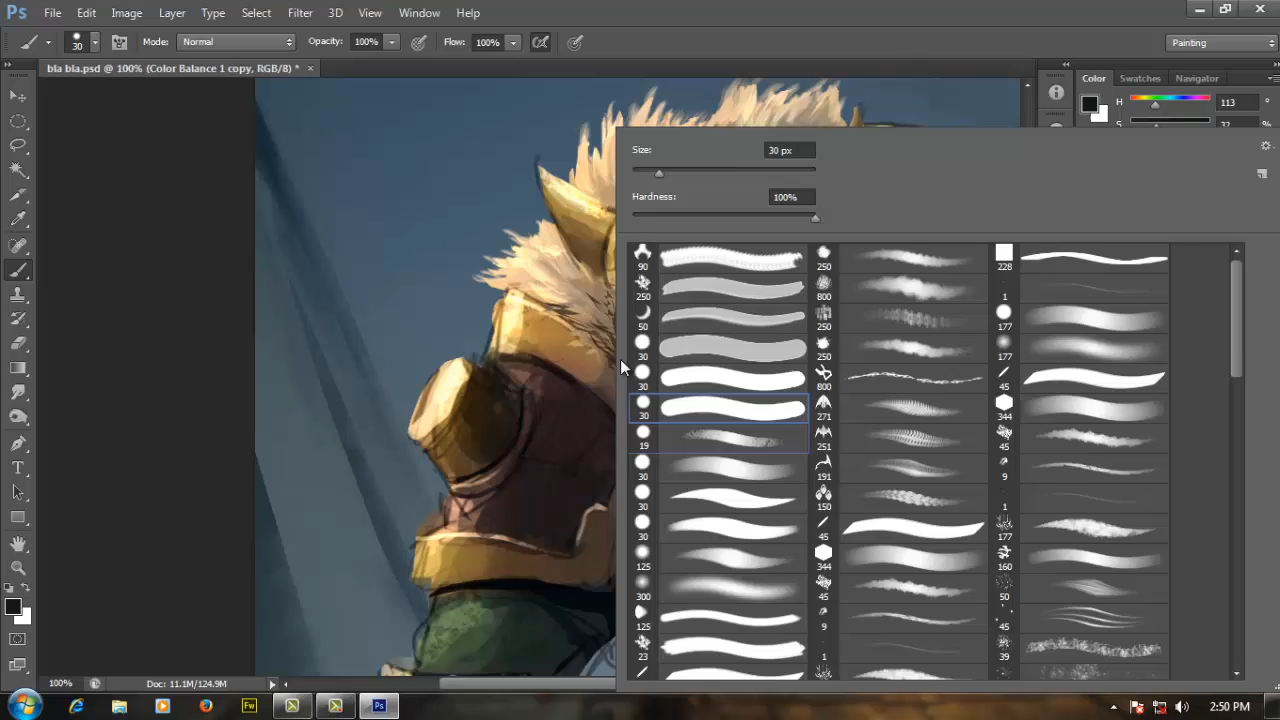 Ps File Edit Image Layer Type Select Filter 3D View Window Help
30 Mode: Normal Opacity: 100% Flow: 100% Painting
bla bla.psd @ 100% (Color Balance 1 copy, RGB/8) * ×
Color Swatches Navigator
H 113 °
S 32 %
Size: 30 px
Hardness: 100%
90 250 228
250 800 1
50 250 177
30 250 177
30 800 45
30 271 344
19 251 45
30 191 9
30 150 1
30 45 177
125 344 160
300 45 50
125 9 45
23 1 39
T
100% Doc: 11.1M/124.9M
Fw Ps 2:50 PM